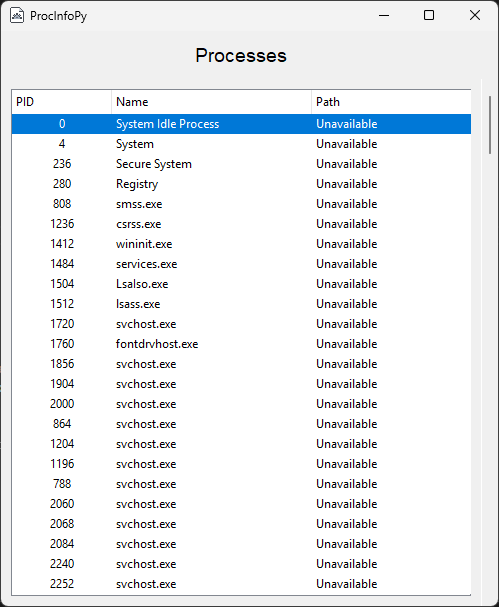 ProcInfoPy
Processes
PID Name Path
0 System Idle Process Unavailable
4 System Unavailable
236 Secure System Unavailable
280 Registry Unavailable
808 smss.exe Unavailable
1236 csrss.exe Unavailable
1412 wininit.exe Unavailable
1484 services.exe Unavailable
1504 LsaIso.exe Unavailable
1512 lsass.exe Unavailable
1720 svchost.exe Unavailable
1760 fontdrvhost.exe Unavailable
1856 svchost.exe Unavailable
1904 svchost.exe Unavailable
2000 svchost.exe Unavailable
864 svchost.exe Unavailable
1204 svchost.exe Unavailable
1196 svchost.exe Unavailable
788 svchost.exe Unavailable
2060 svchost.exe Unavailable
2068 svchost.exe Unavailable
2084 svchost.exe Unavailable
2240 svchost.exe Unavailable
2252 svchost.exe Unavailable